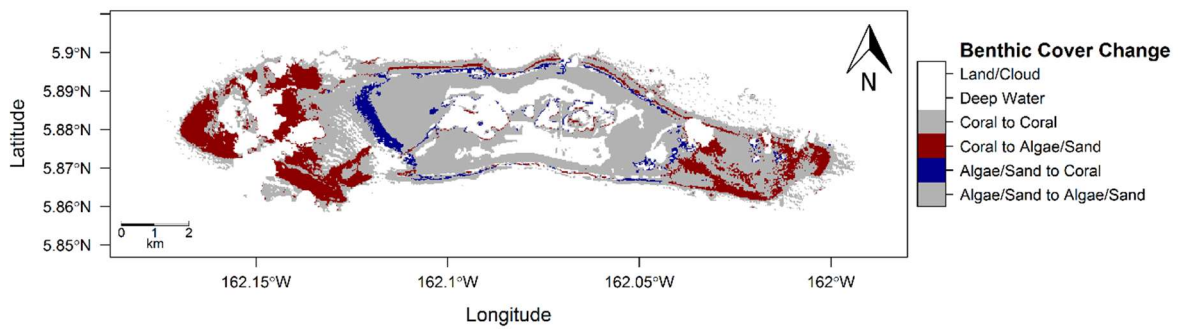 5.9°N
5.89°N
5.88°N
5.87°N
5.86°N
5.85°N
Latitude
0 1 2
km
N
162.15°W 162.1°W 162.05°W 162°W
Longitude
Benthic Cover Change
Land/Cloud
Deep Water
Coral to Coral
Coral to Algae/Sand
Algae/Sand to Coral
Algae/Sand to Algae/Sand